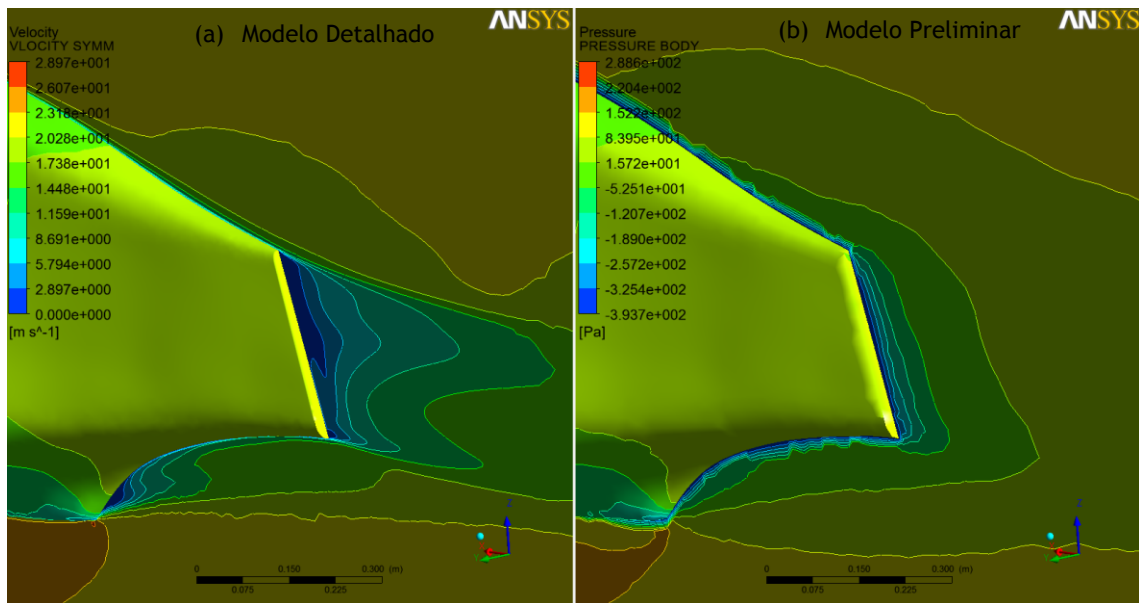 ANSYS
Velocity
VLOCITY SYMM
(a) Modelo Detalhado
2.897e+001
2.607e+001
2.318e+001
2.028e+001
1.738e+001
1.448e+001
1.159e+001
8.691e+000
5.794e+000
2.897e+000
0.000e+000
[m s^-1]
Z
Y
0
0.150
0.300
(m)
0.075
0.225
ANSYS
Pressure
PRESSURE BODY
(b) Modelo Preliminar
2.886e+002
2.204e+002
1.522e+002
8.395e+001
1.572e+001
-5.251e+001
-1.207e+002
-1.890e+002
-2.572e+002
-3.254e+002
-3.937e+002
[Pa]
Z
Y
0
0.150
0.300
(m)
0.075
0.225